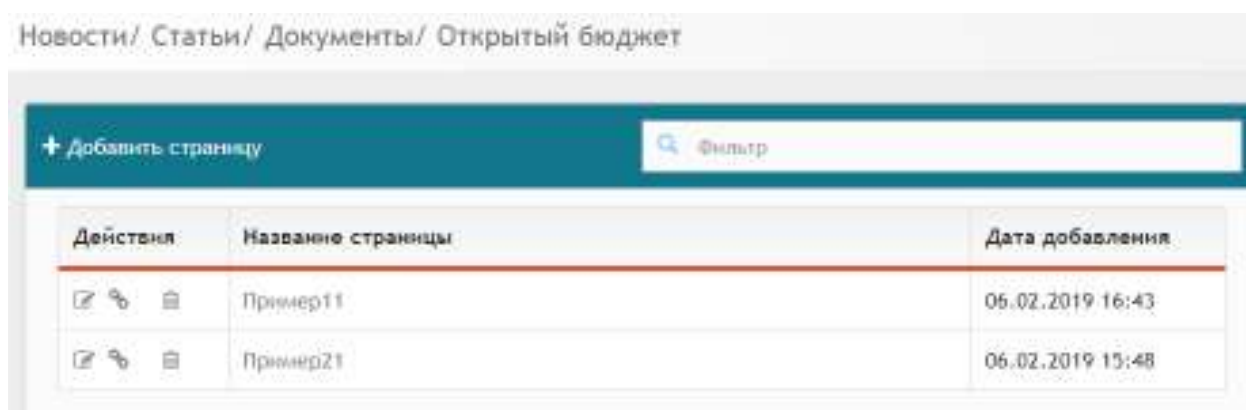 Новости/ Статьи/ Документы/ Открытый бюджет
+ Добавить страницу Фильтр
Действия Название страницы Дата добавления
Пример11 06.02.2019 16:43
Пример21 06.02.2019 15:48